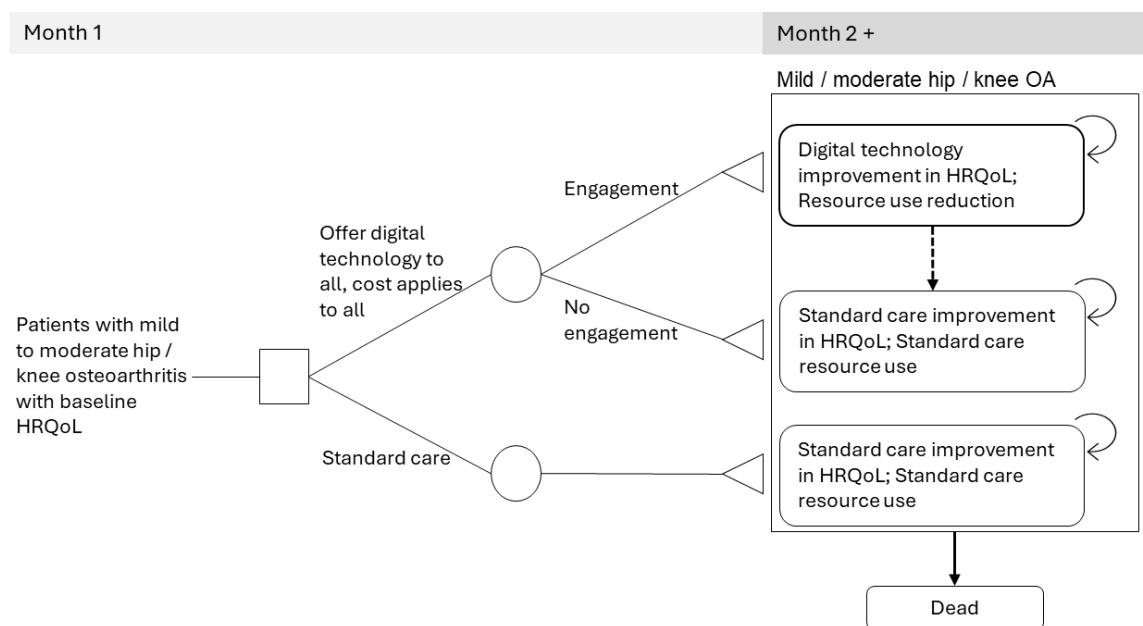 Month 1
Month 2 +
Mild / moderate hip / knee OA
Digital technology
improvement in HRQoL;
Resource use reduction
Engagement
Offer digital
technology to
all, cost applies
to all
No
engagement
Standard care improvement
in HRQoL; Standard care
resource use
Patients with mild
to moderate hip /
knee osteoarthritis
with baseline
HRQoL
Standard care
Standard care improvement
in HRQoL; Standard care
resource use
Dead